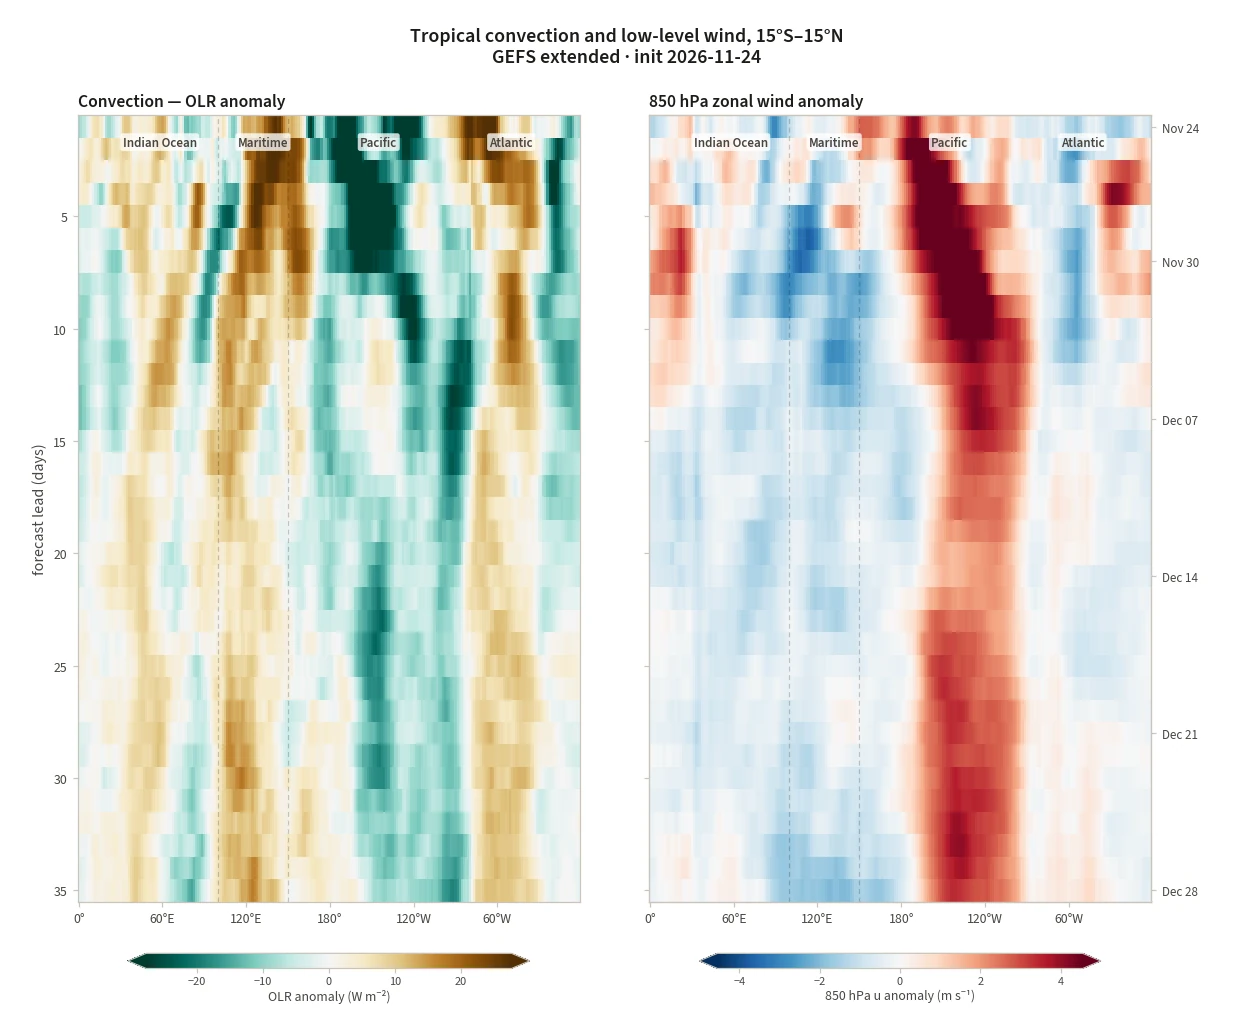 Tropical convection and low-level wind, 15°S–15°N
GEFS extended · init 2026-11-24
Convection — OLR anomaly
850 hPa zonal wind anomaly
Indian Ocean
Maritime
Pacific
Atlantic
Indian Ocean
Maritime
Pacific
Atlantic
forecast lead (days)
5
10
15
20
25
30
35
Nov 24
Nov 30
Dec 07
Dec 14
Dec 21
Dec 28
0°
60°E
120°E
180°
120°W
60°W
0°
60°E
120°E
180°
120°W
60°W
−20
−10
0
10
20
OLR anomaly (W m⁻²)
−4
−2
0
2
4
850 hPa u anomaly (m s⁻¹)